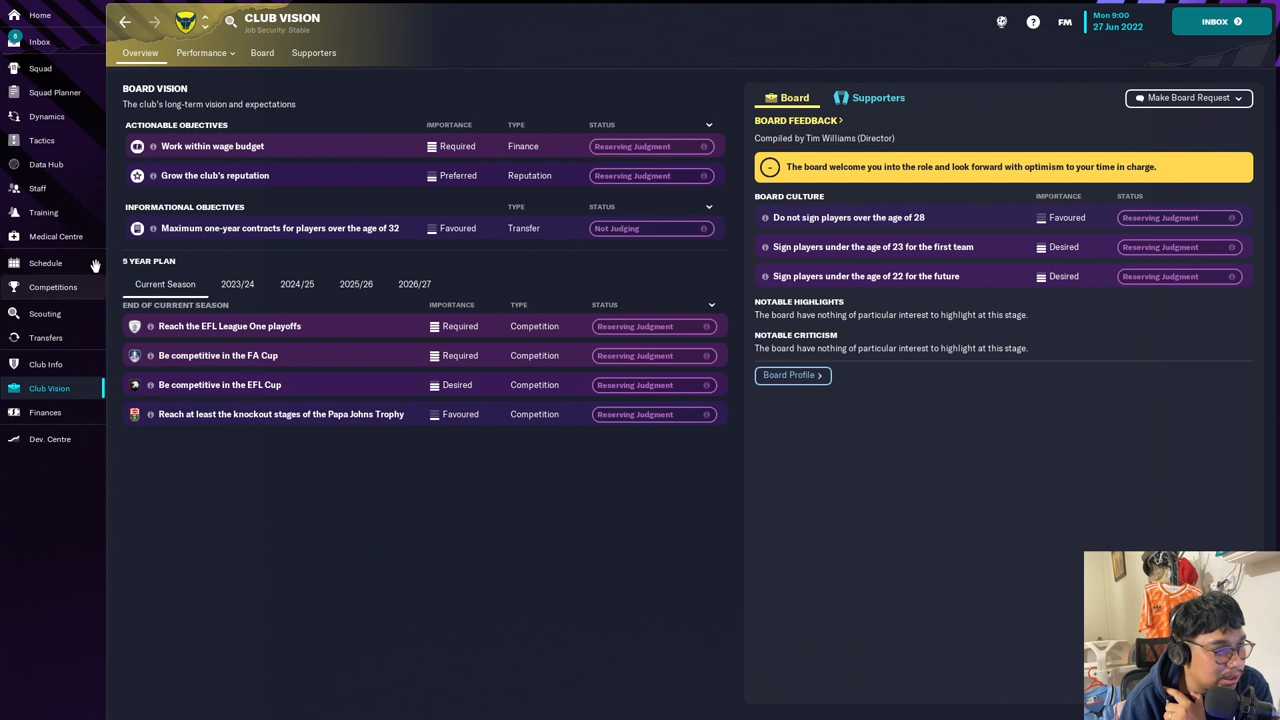 Home
6
Inbox
Squad
Squad Planner
Dynamics
Tactics
Data Hub
Staff
Training
Medical Centre
Schedule
Competitions
Scouting
Transfers
Club Info
Club Vision
Finances
Dev. Centre
CLUB VISION
Job Security: Stable
FM
Mon 9:00
27 Jun 2022
INBOX
Overview
Performance
Board
Supporters
BOARD VISION
The club's long-term vision and expectations
ACTIONABLE OBJECTIVES IMPORTANCE TYPE STATUS
Work within wage budget Required Finance Reserving Judgment
Grow the club's reputation Preferred Reputation Reserving Judgment
INFORMATIONAL OBJECTIVES TYPE STATUS
Maximum one-year contracts for players over the age of 32 Favoured Transfer Not Judging
5 YEAR PLAN
Current Season 2023/24 2024/25 2025/26 2026/27
END OF CURRENT SEASON IMPORTANCE TYPE STATUS
Reach the EFL League One playoffs Required Competition Reserving Judgment
Be competitive in the FA Cup Required Competition Reserving Judgment
Be competitive in the EFL Cup Desired Competition Reserving Judgment
Reach at least the knockout stages of the Papa Johns Trophy Favoured Competition Reserving Judgment
Board Supporters Make Board Request
BOARD FEEDBACK >
Compiled by Tim Williams (Director)
The board welcome you into the role and look forward with optimism to your time in charge.
BOARD CULTURE IMPORTANCE STATUS
Do not sign players over the age of 28 Favoured Reserving Judgment
Sign players under the age of 23 for the first team Desired Reserving Judgment
Sign players under the age of 22 for the future Desired Reserving Judgment
NOTABLE HIGHLIGHTS
The board have nothing of particular interest to highlight at this stage.
NOTABLE CRITICISM
The board have nothing of particular interest to highlight at this stage.
Board Profile >